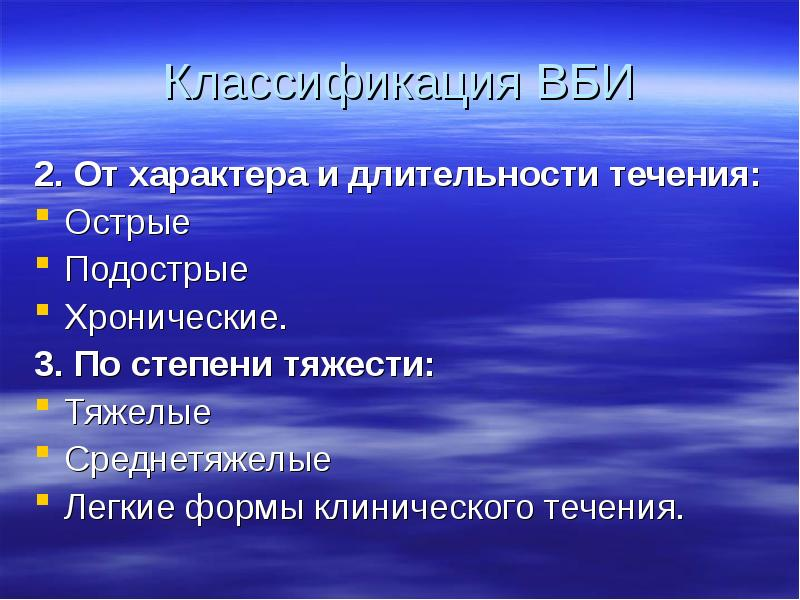 Классификация ВБИ
2. От характера и длительности течения:
Острые
Подострые
Хронические.
3. По степени тяжести:
Тяжелые
Среднетяжелые
Легкие формы клинического течения.